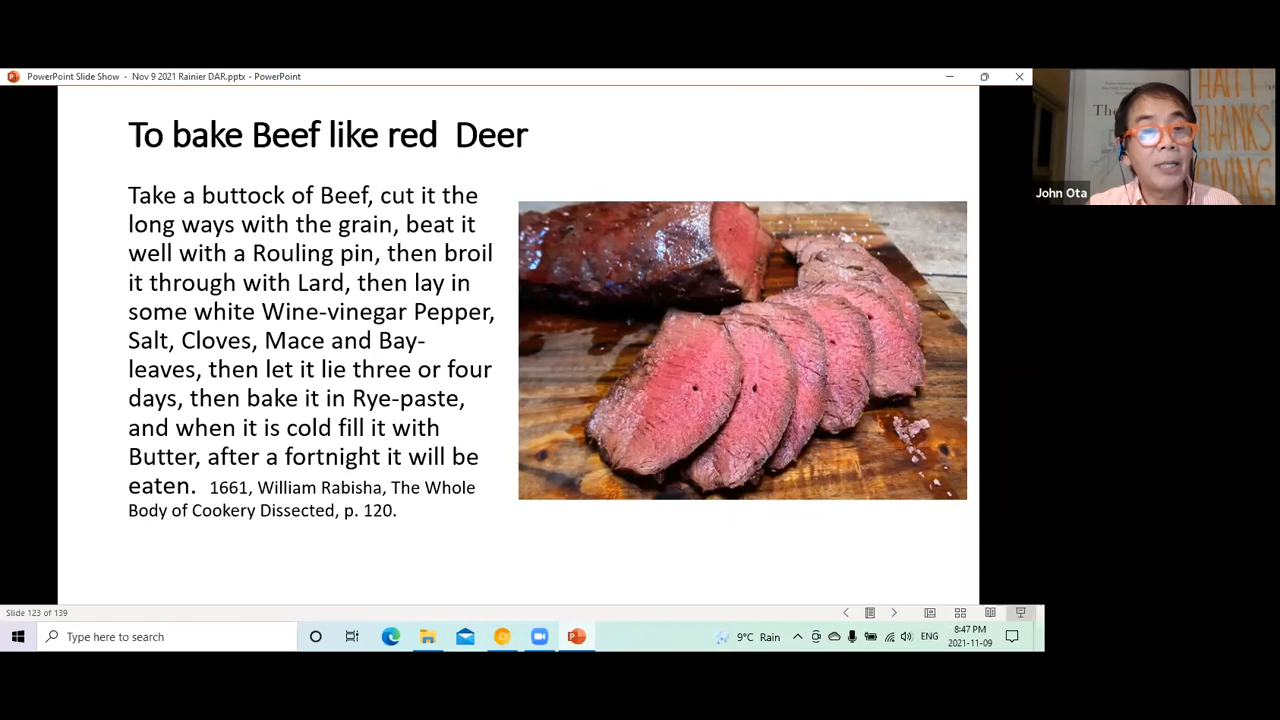 PowerPoint Slide Show - Nov 9 2021 Rainier DAR.pptx - PowerPoint
To bake Beef like red Deer
Take a buttock of Beef, cut it the
long ways with the grain, beat it
well with a Rouling pin, then broil
it through with Lard, then lay in
some white Wine-vinegar Pepper,
Salt, Cloves, Mace and Bay-
leaves, then let it lie three or four
days, then bake it in Rye-paste,
and when it is cold fill it with
Butter, after a fortnight it will be
eaten. 1661, William Rabisha, The Whole
Body of Cookery Dissected, p. 120.
The
THANKS
GIVING
John Ota
Slide 123 of 139
Type here to search
9°C Rain
ENG
8:47 PM
2021-11-09